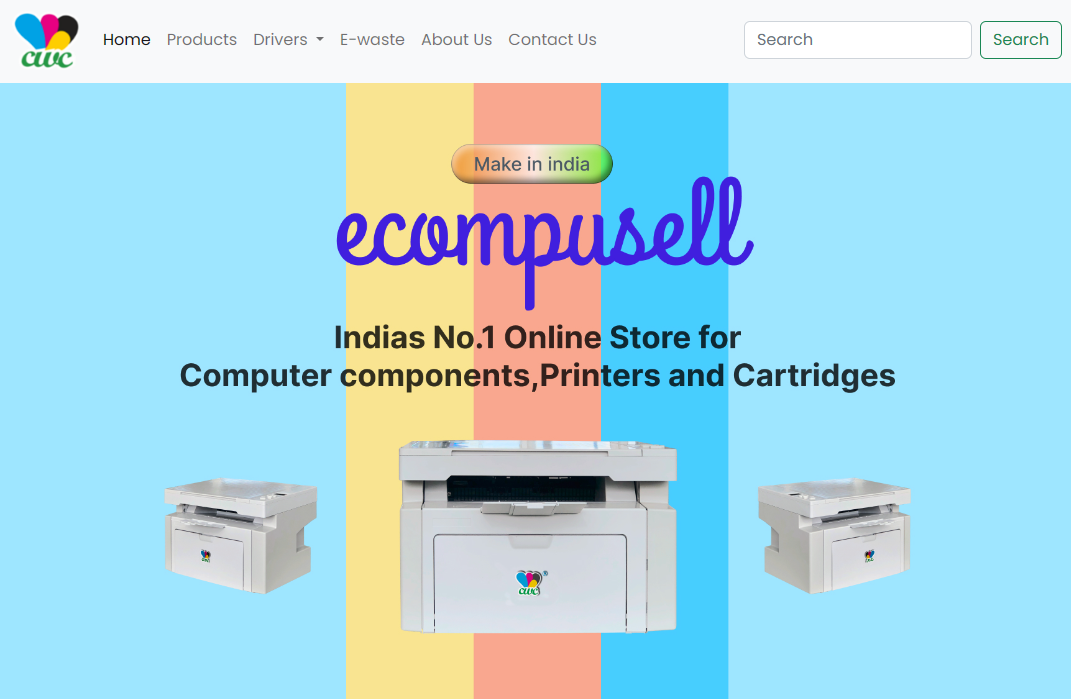 cwc
Home Products Drivers E-waste About Us Contact Us Search Search
Make in india
ecompusell
Indias No.1 Online Store for
Computer components,Printers and Cartridges
cwc cwc® cwc